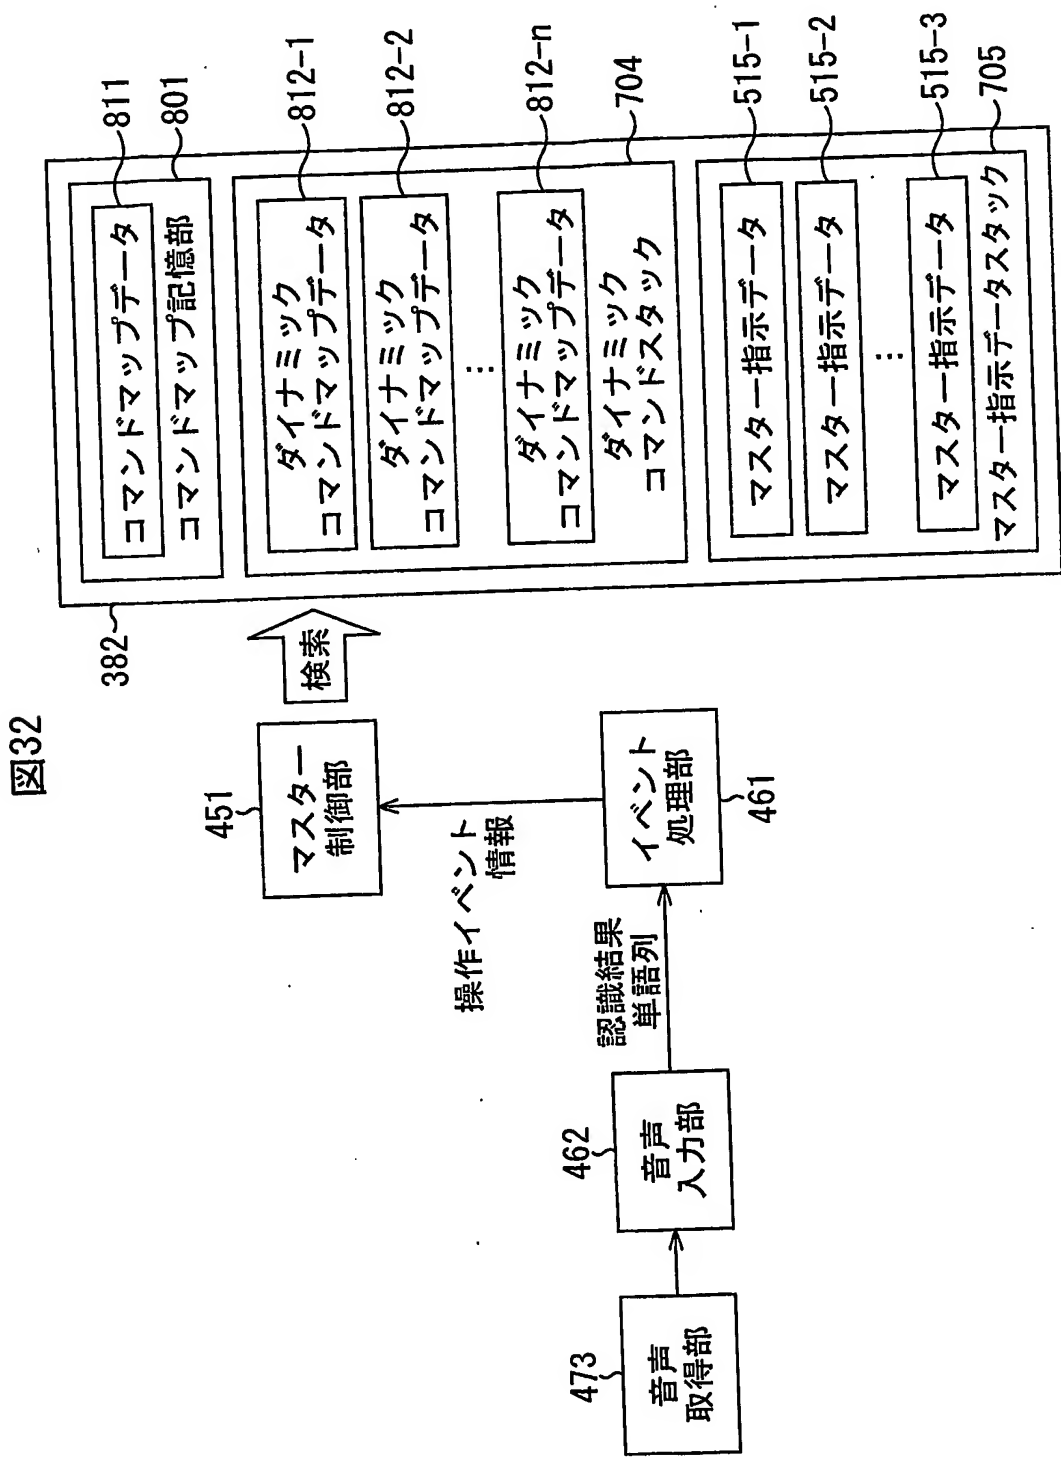 図32
473
音声
取得部
462
音声
入力部
認識結果
単語列
461
イベント
処理部
操作イベント
情報
451
マスター
制御部
検索
382
コマンドマップデータ
811
コマンドマップ記憶部
801
ダイナミック
コマンドマップデータ
812-1
ダイナミック
コマンドマップデータ
812-2
⋮
ダイナミック
コマンドマップデータ
812-n
ダイナミック
コマンドスタック
704
マスター指示データ
515-1
マスター指示データ
515-2
⋮
マスター指示データ
515-3
マスター指示データスタック
705